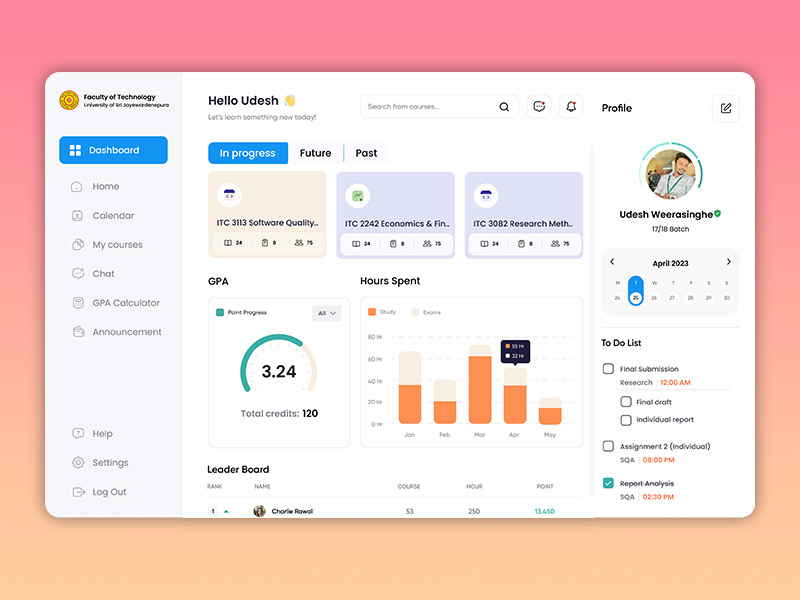 Faculty of Technology
University of Sri Jayewardenepura
Dashboard
Home
Calendar
My courses
Chat
GPA Calculator
Announcement
Help
Settings
Log Out
Hello Udesh
Let's learn something new today!
Search from courses...
In progress
Future
Past
ITC 3113 Software Quality..
24 8 75
ITC 2242 Economics & Fin..
24 8 75
ITC 3082 Research Meth..
24 8 75
GPA
Point Progress
All
3.24
Total credits: 120
Hours Spent
Study
Exams
80 Hr
60 Hr
40 Hr
20 Hr
0 Hr
55 Hr
32 Hr
Jan Feb Mar Apr May
Leader Board
RANK NAME COURSE HOUR POINT
1 Charlie Rawal 53 250 13.450
Profile
Udesh Weerasinghe
17/18 Batch
April 2023
M T W T F S S
24 25 26 27 28 29 30
To Do List
Final Submission
Research 12:00 AM
Final draft
Individual report
Assignment 2 (Individual)
SQA 08:00 PM
Report Analysis
SQA 02:30 PM